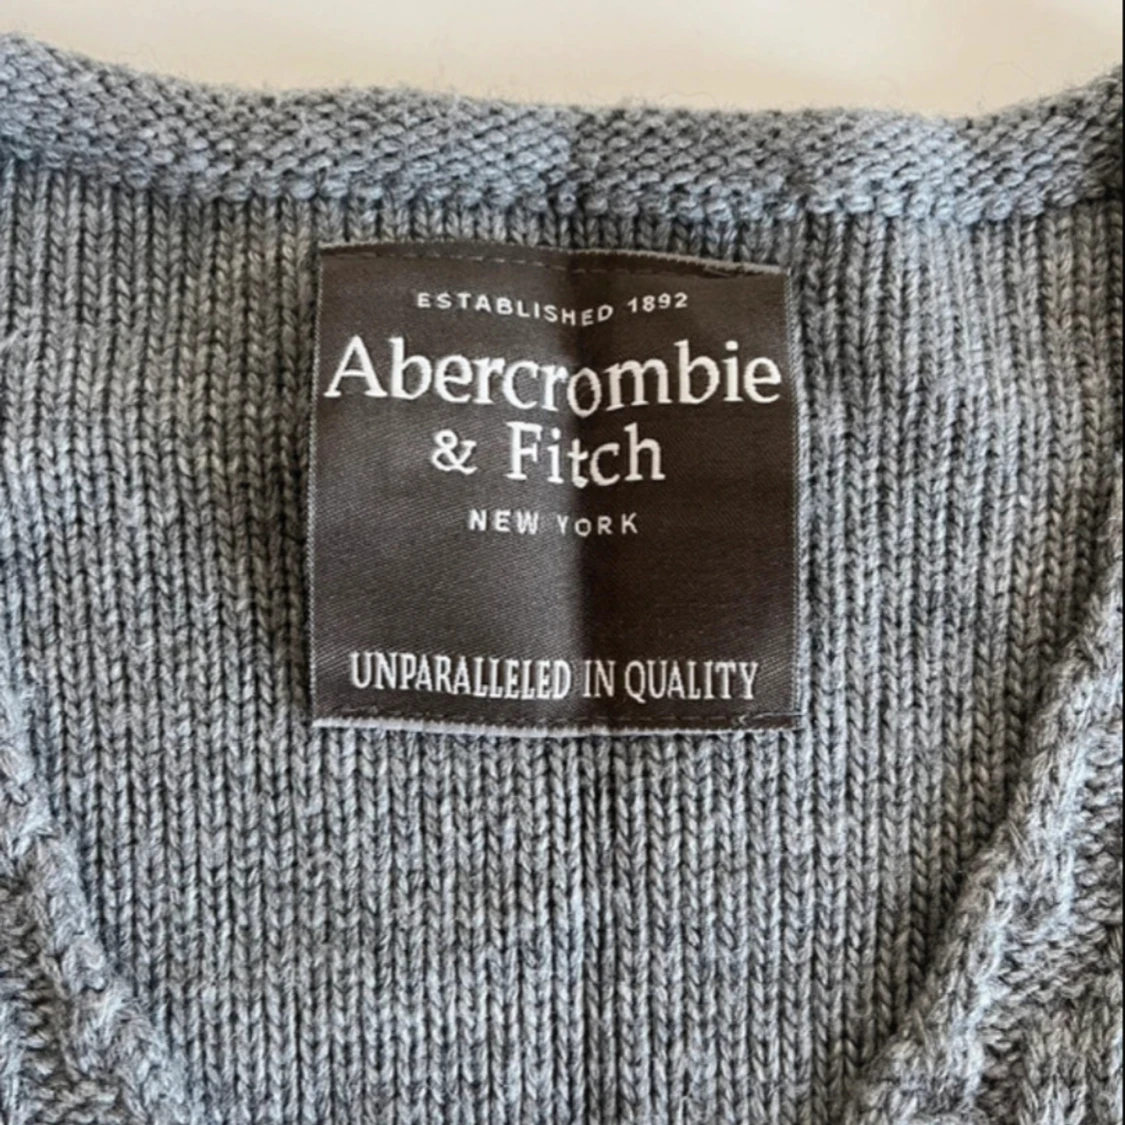 ESTABLISHED 1892
Abercrombie
& Fitch
NEW YORK
UNPARALLELED IN QUALITY